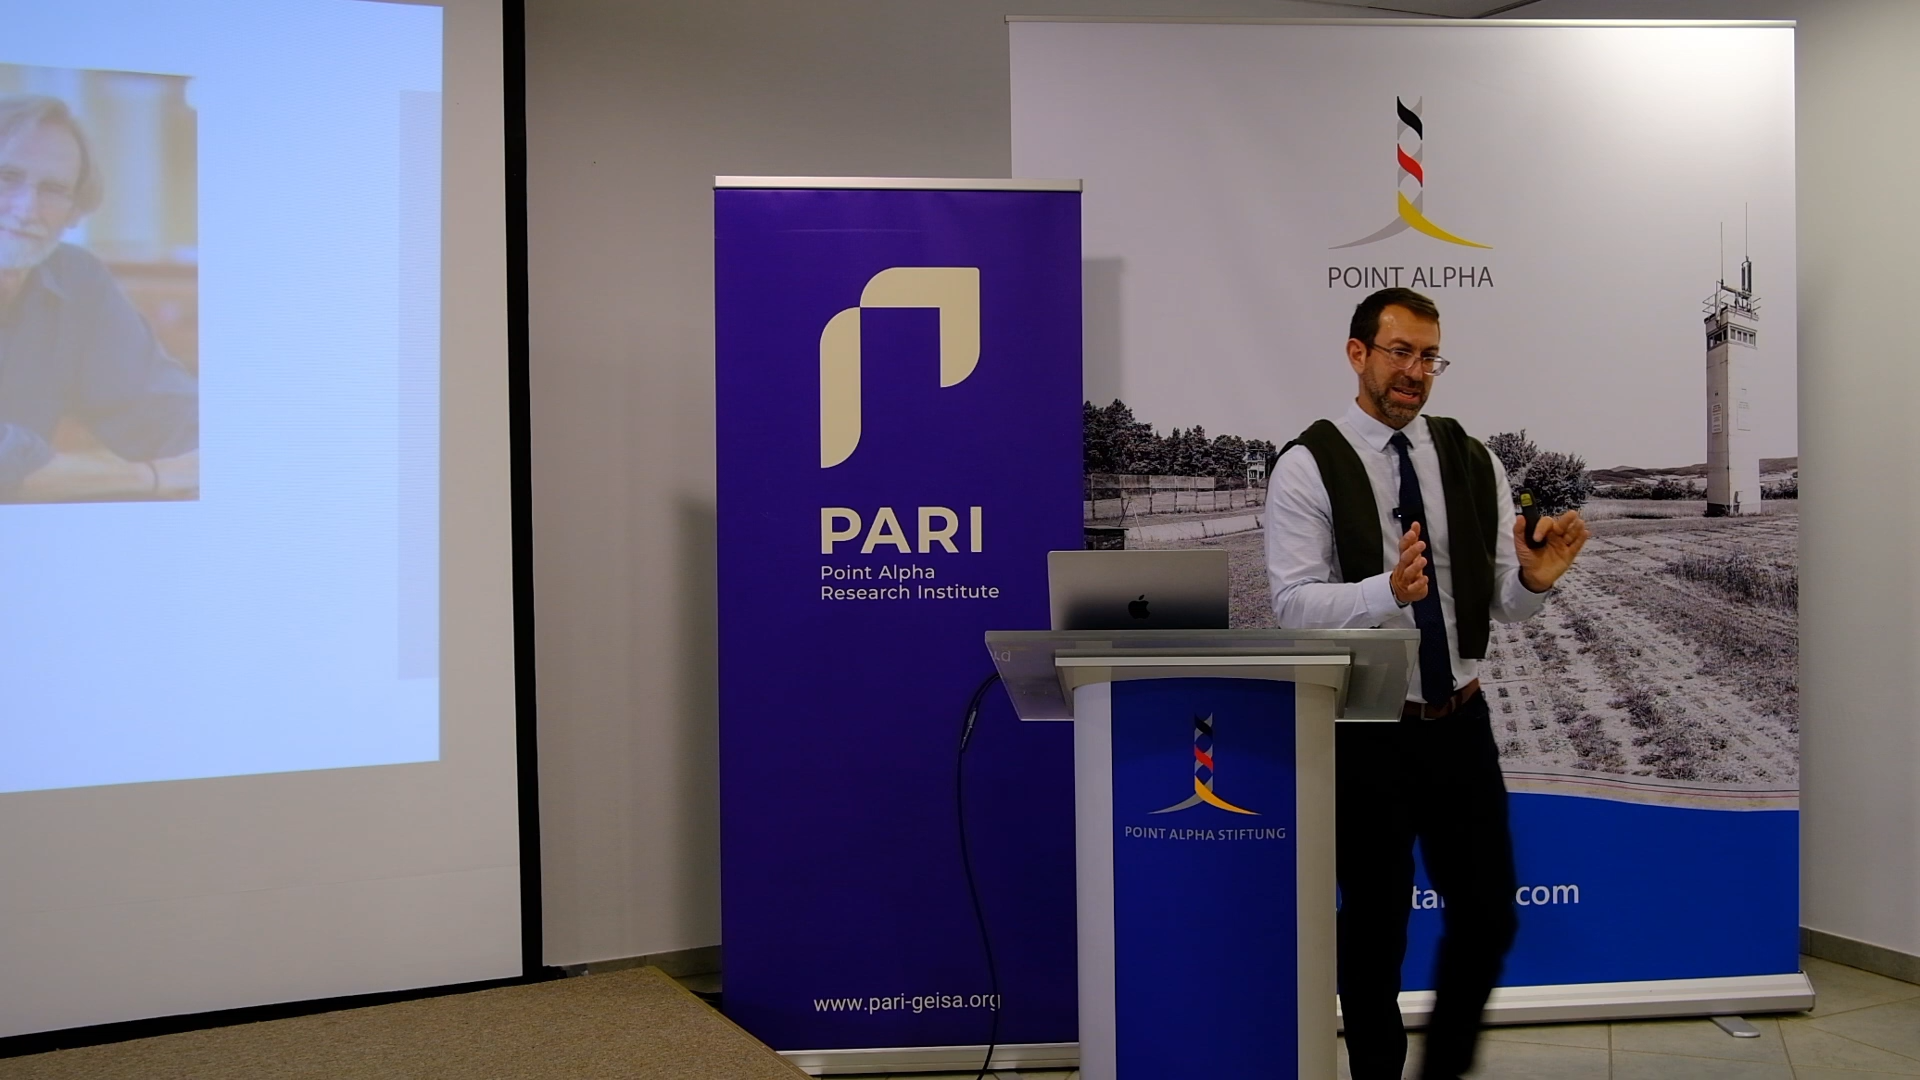 POINT ALPHA
PARI
Point Alpha
Research Institute
www.pari-geisa.org
POINT ALPHA STIFTUNG
com